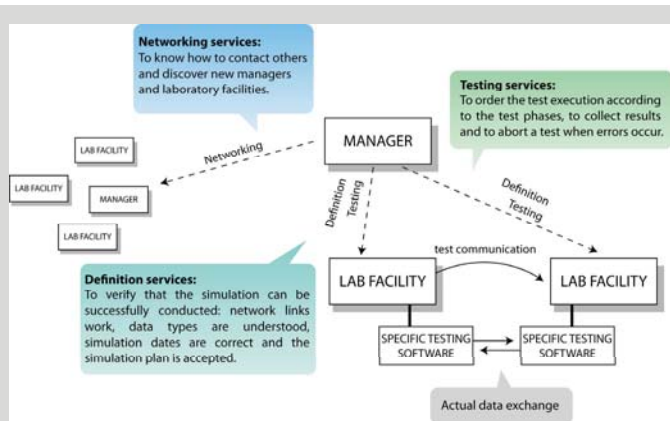 Networking services:
To know how to contact others
and discover new managers
and laboratory facilities.
Testing services:
To order the test execution according
to the test phases, to collect results
and to abort a test when errors occur.
MANAGER
Networking
LAB FACILITY
LAB FACILITY
MANAGER
LAB FACILITY
Definition
Testing
Definition
Testing
test communication
Definition services:
To verify that the simulation can be
successfully conducted: network links
work, data types are understood,
simulation dates are correct and the
simulation plan is accepted.
LAB FACILITY
LAB FACILITY
SPECIFIC TESTING
SOFTWARE
SPECIFIC TESTING
SOFTWARE
Actual data exchange